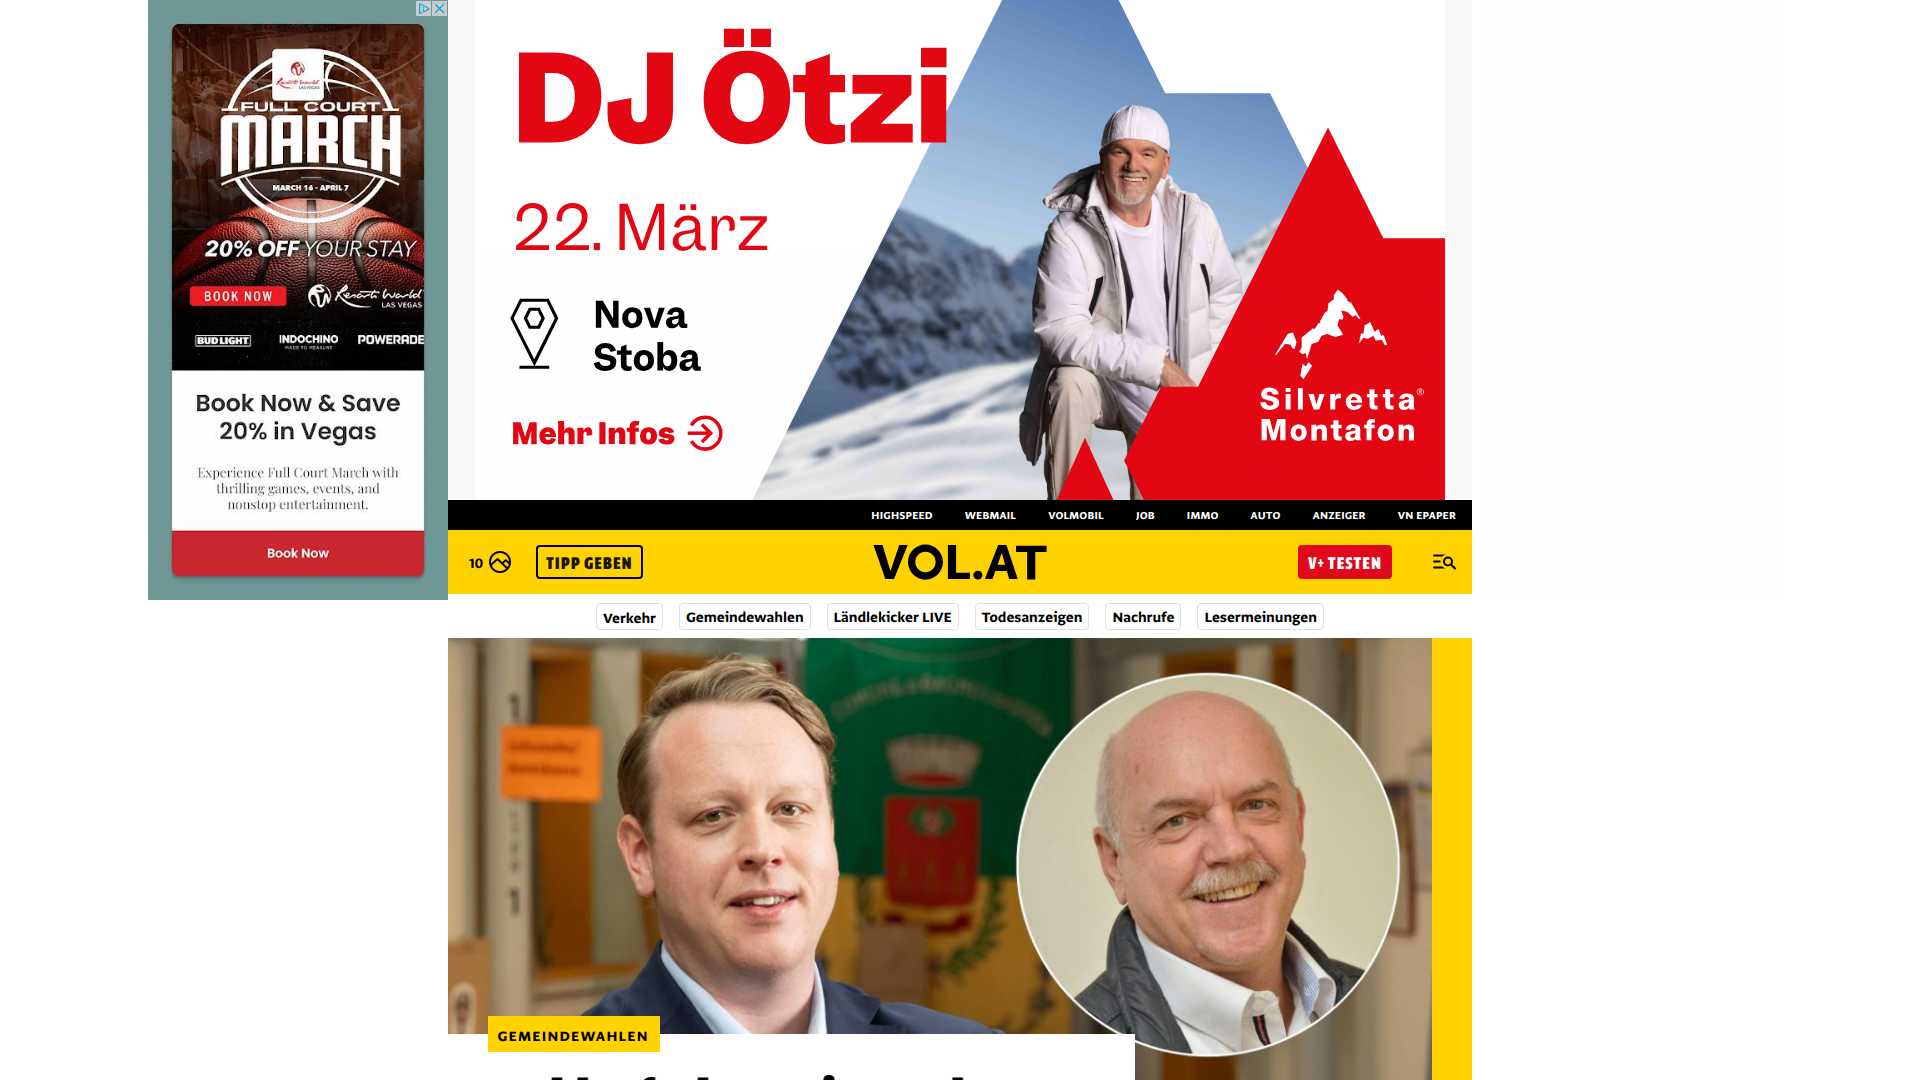 Resorts World
LAS VEGAS
FULL COURT
MARCH
MARCH 16 - APRIL 7
20% OFF YOUR STAY
BOOK NOW
Resorts World
LAS VEGAS
BUD LIGHT
INDOCHINO
MADE TO MEASURE
POWERADE
Book Now & Save
20% in Vegas
Experience Full Court March with
thrilling games, events, and
nonstop entertainment.
Book Now
DJ Ötzi
22. März
Nova
Stoba
Mehr Infos
Silvretta®
Montafon
HIGHSPEED WEBMAIL VOLMOBIL JOB IMMO AUTO ANZEIGER VN EPAPER
10 TIPP GEBEN VOL.AT V+ TESTEN
Verkehr Gemeindewahlen Ländlekicker LIVE Todesanzeigen Nachrufe Lesermeinungen
GEMEINDEWAHLEN